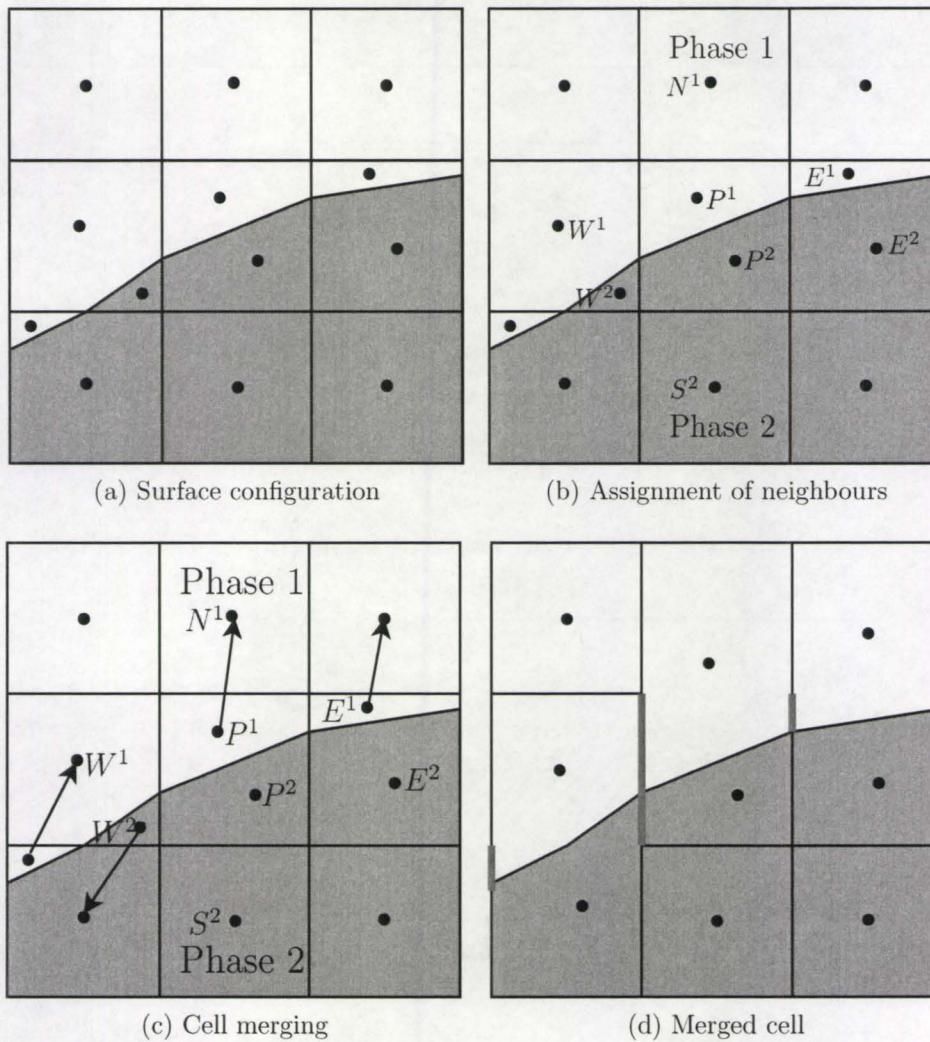 Phase 1
N¹
E¹
P¹
W¹
E²
P²
W²
S²
Phase 2
(a) Surface configuration
(b) Assignment of neighbours
Phase 1
N¹
E¹
P¹
W¹
E²
P²
W²
S²
Phase 2
(c) Cell merging
(d) Merged cell